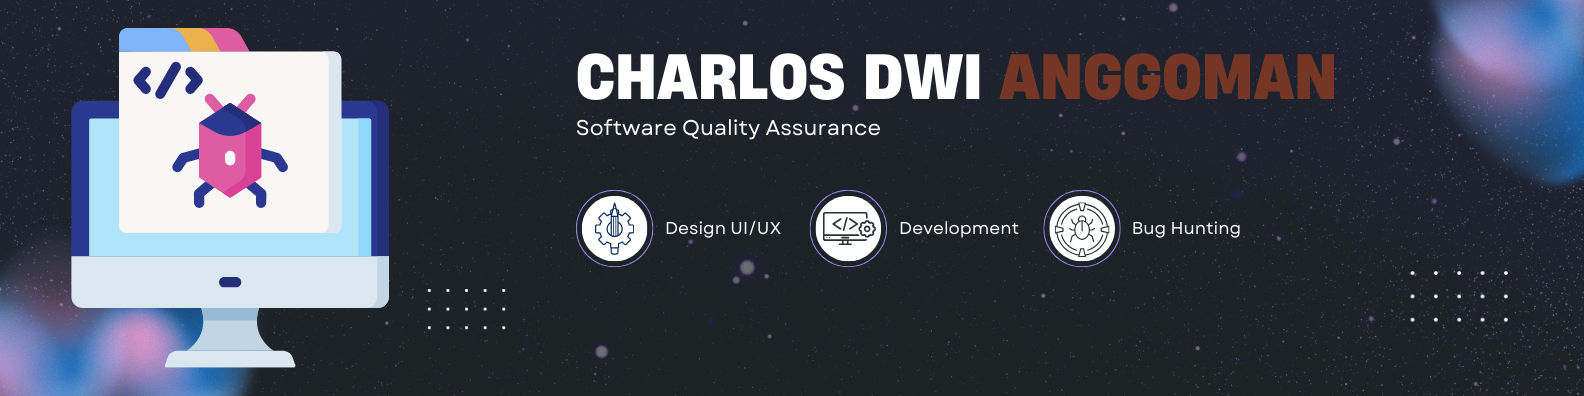 </>
CHARLOS DWI ANGGOMAN
Software Quality Assurance
Design UI/UX
</>
Development
Bug Hunting